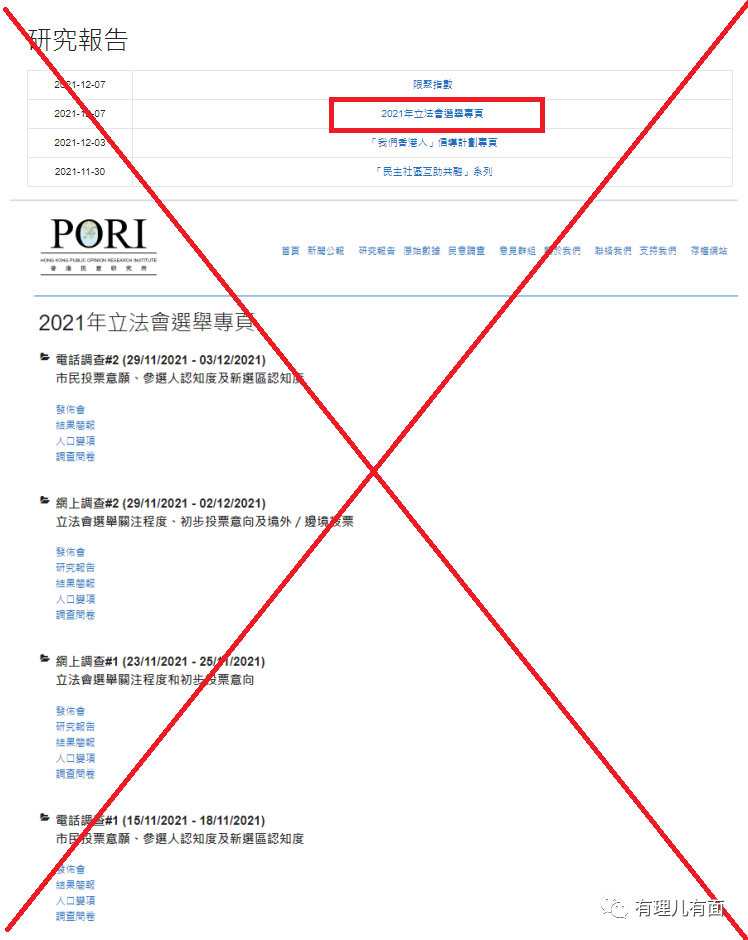 研究報告
2021-12-07 限聚指數
2021-12-07 2021年立法會選舉專頁
2021-12-03 「我們香港人」倡導計劃專頁
2021-11-30 「民主社區互助共融」系列
PORI
HONG KONG PUBLIC OPINION RESEARCH INSTITUTE
香港民意研究所
首頁 新聞公報 研究報告 原始數據 民意調查 意見群組 關於我們 聯絡我們 支持我們 存檔網站
2021年立法會選舉專頁
電話調查#2 (29/11/2021 - 03/12/2021)
市民投票意願、參選人認知度及新選區認知度
發佈會
結果簡報
人口變項
調查問卷
網上調查#2 (29/11/2021 - 02/12/2021)
立法會選舉關注程度、初步投票意向及境外 / 邊境投票
發佈會
研究報告
結果簡報
人口變項
調查問卷
網上調查#1 (23/11/2021 - 25/11/2021)
立法會選舉關注程度和初步投票意向
發佈會
研究報告
結果簡報
人口變項
調查問卷
電話調查#1 (15/11/2021 - 18/11/2021)
市民投票意願、參選人認知度及新選區認知度
發佈會
結果簡報
人口變項
調查問卷
有理儿有面